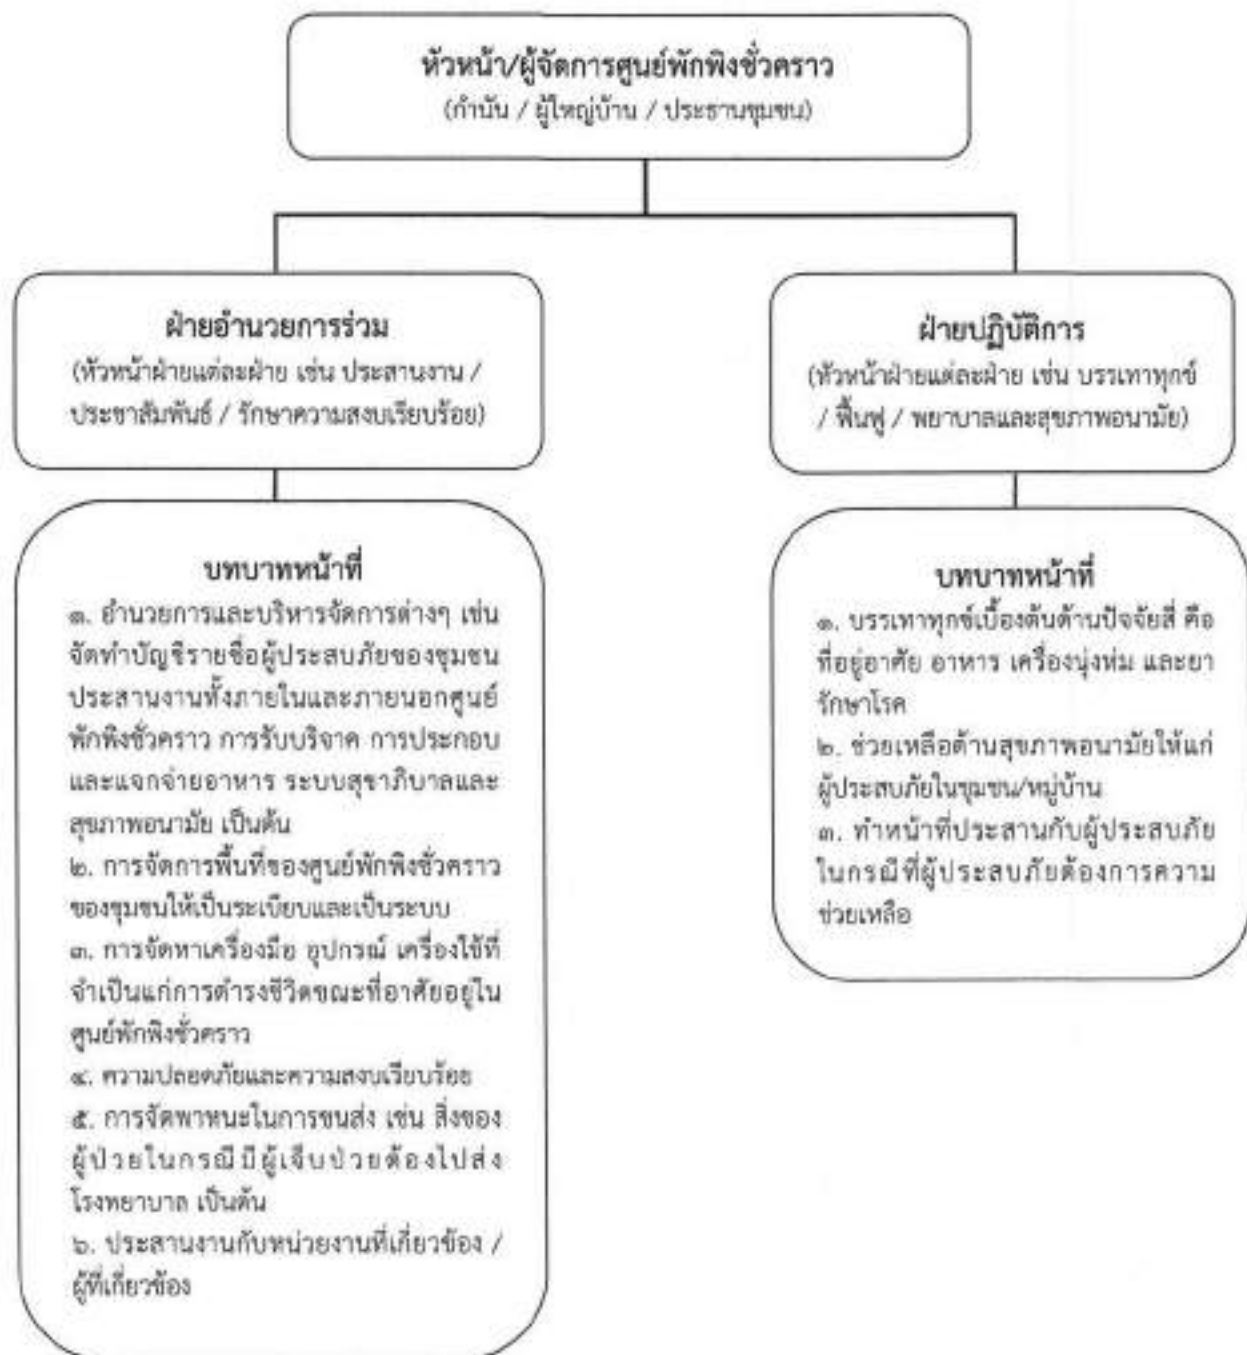 หัวหน้า/ผู้จัดการศูนย์พักพิงชั่วคราว
(กำนัน / ผู้ใหญ่บ้าน / ประธานชุมชน)
ฝ่ายอำนวยการร่วม
(หัวหน้าฝ่ายแต่ละฝ่าย เช่น ประสานงาน /
ประชาสัมพันธ์ / รักษาความสงบเรียบร้อย)
ฝ่ายปฏิบัติการ
(หัวหน้าฝ่ายแต่ละฝ่าย เช่น บรรเทาทุกข์
/ ฟื้นฟู / พยาบาลและสุขภาพอนามัย)
บทบาทหน้าที่
๑. อำนวยการและบริหารจัดการต่างๆ เช่น
จัดทำบัญชีรายชื่อผู้ประสบภัยของชุมชน
ประสานงานทั้งภายในและภายนอกศูนย์
พักพิงชั่วคราว การรับบริจาค การประกอบ
และแจกจ่ายอาหาร ระบบสุขาภิบาลและ
สุขภาพอนามัย เป็นต้น
๒. การจัดการพื้นที่ของศูนย์พักพิงชั่วคราว
ของชุมชนให้เป็นระเบียบและเป็นระบบ
๓. การจัดหาเครื่องมือ อุปกรณ์ เครื่องใช้ที่
จำเป็นแก่การดำรงชีวิตขณะที่อาศัยอยู่ใน
ศูนย์พักพิงชั่วคราว
๔. ความปลอดภัยและความสงบเรียบร้อย
๕. การจัดพาหนะในการขนส่ง เช่น สิ่งของ
ผู้ป่วยในกรณีมีผู้เจ็บป่วยต้องไปส่ง
โรงพยาบาล เป็นต้น
๖. ประสานงานกับหน่วยงานที่เกี่ยวข้อง /
ผู้ที่เกี่ยวข้อง
บทบาทหน้าที่
๑. บรรเทาทุกข์เบื้องต้นด้านปัจจัยสี่ คือ
ที่อยู่อาศัย อาหาร เครื่องนุ่งห่ม และยา
รักษาโรค
๒. ช่วยเหลือด้านสุขภาพอนามัยให้แก่
ผู้ประสบภัยในชุมชน/หมู่บ้าน
๓. ทำหน้าที่ประสานกับผู้ประสบภัย
ในกรณีที่ผู้ประสบภัยต้องการความ
ช่วยเหลือ